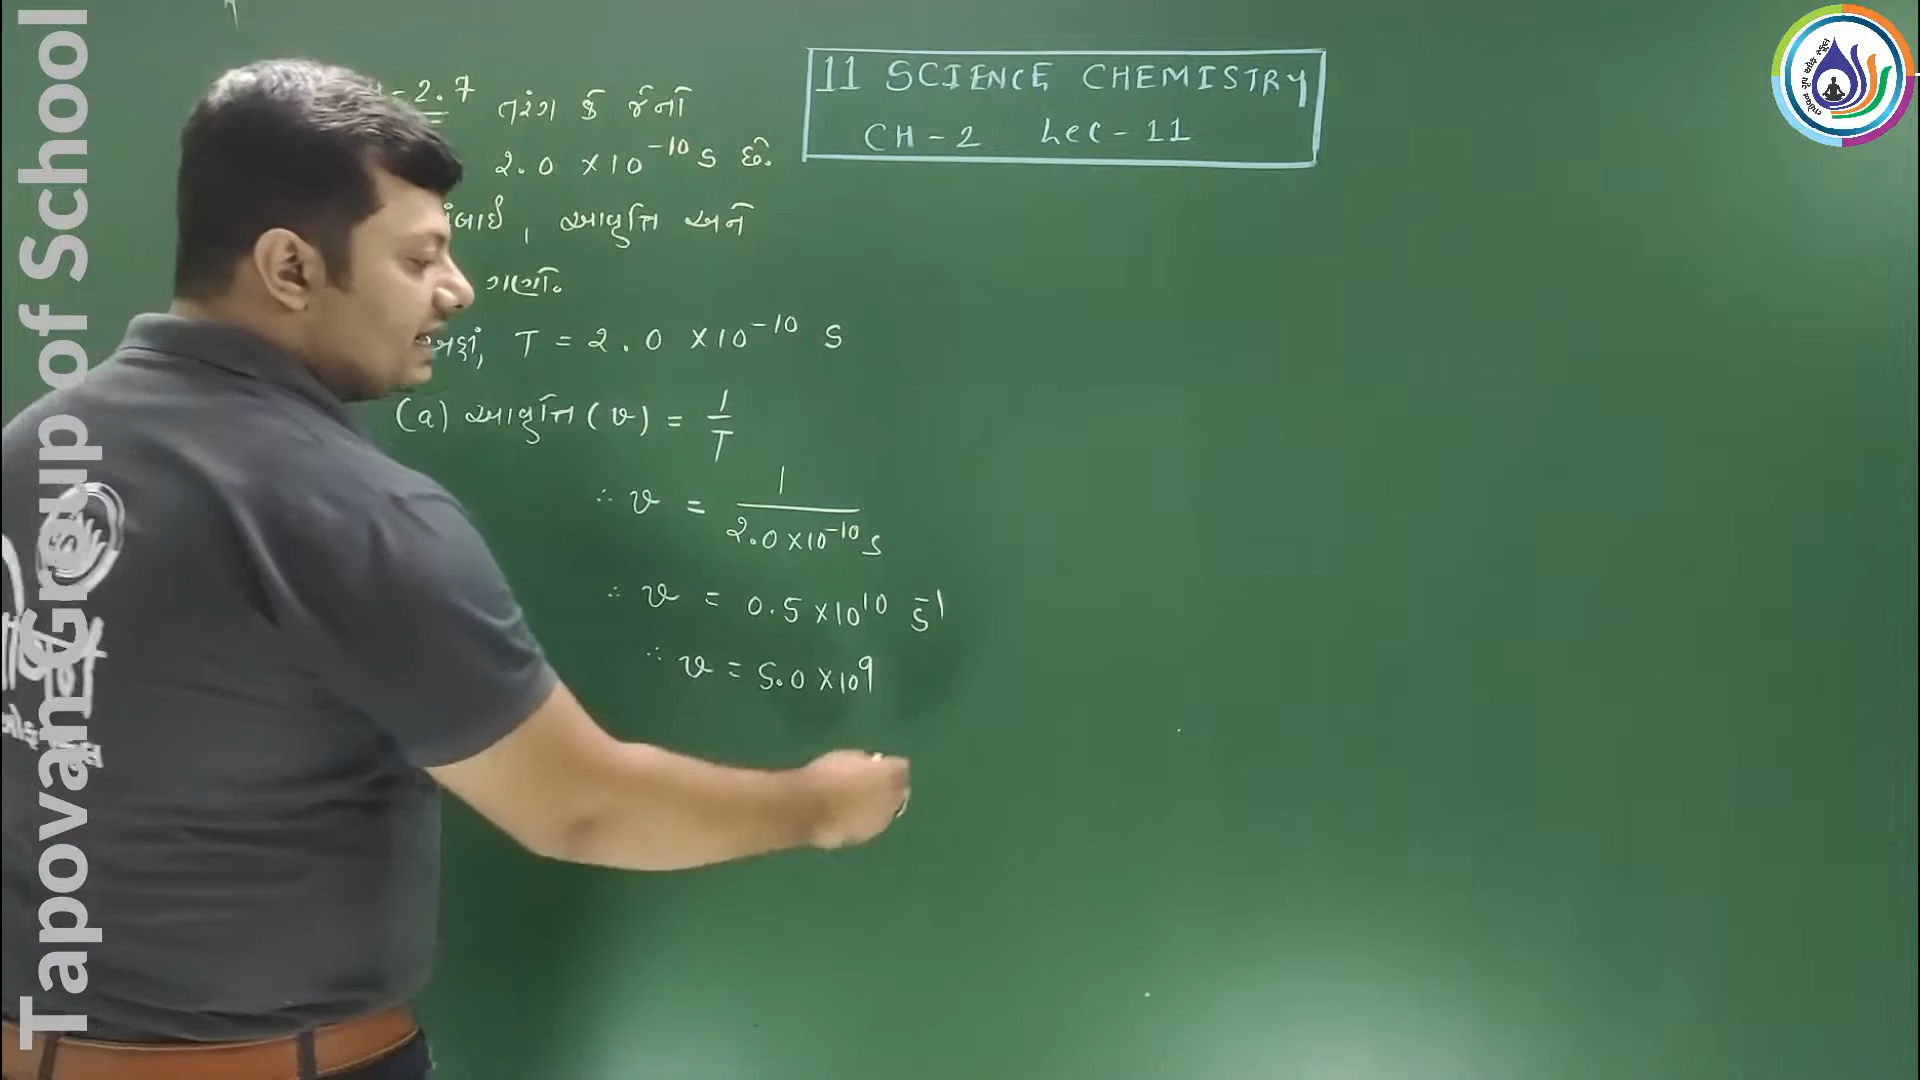 Tapovan Group of School
11 SCIENCE CHEMISTRY
CH-2 Lec-11
-2.7 તરંગ કે જેનો
2.0 ×10⁻¹⁰ s છે.
આવૃત્તિ અને
ગણો.
T = 2.0 ×10⁻¹⁰ s
(a) આવૃત્તિ (ν) = 1/T
∴ ν = 1/2.0×10⁻¹⁰ s
∴ ν = 0.5 ×10¹⁰ s⁻¹
∴ ν = 5.0 ×10⁹